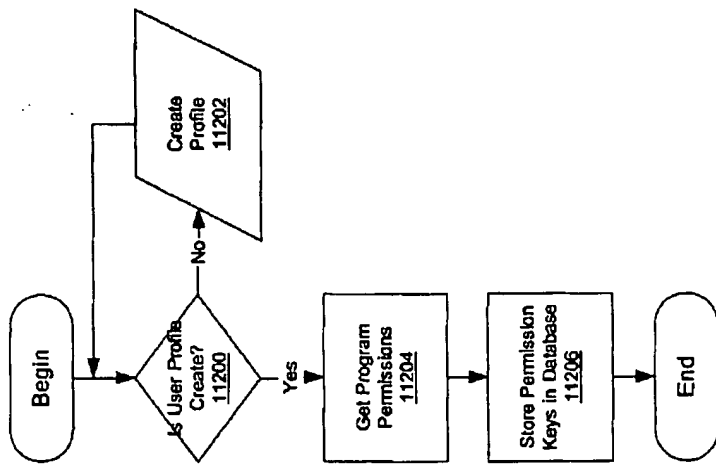 Begin
Is User Profile
Create?
11200
No
Create
Profile
11202
Yes
Get Program
Permissions
11204
Store Permission
Keys in Database
11206
End